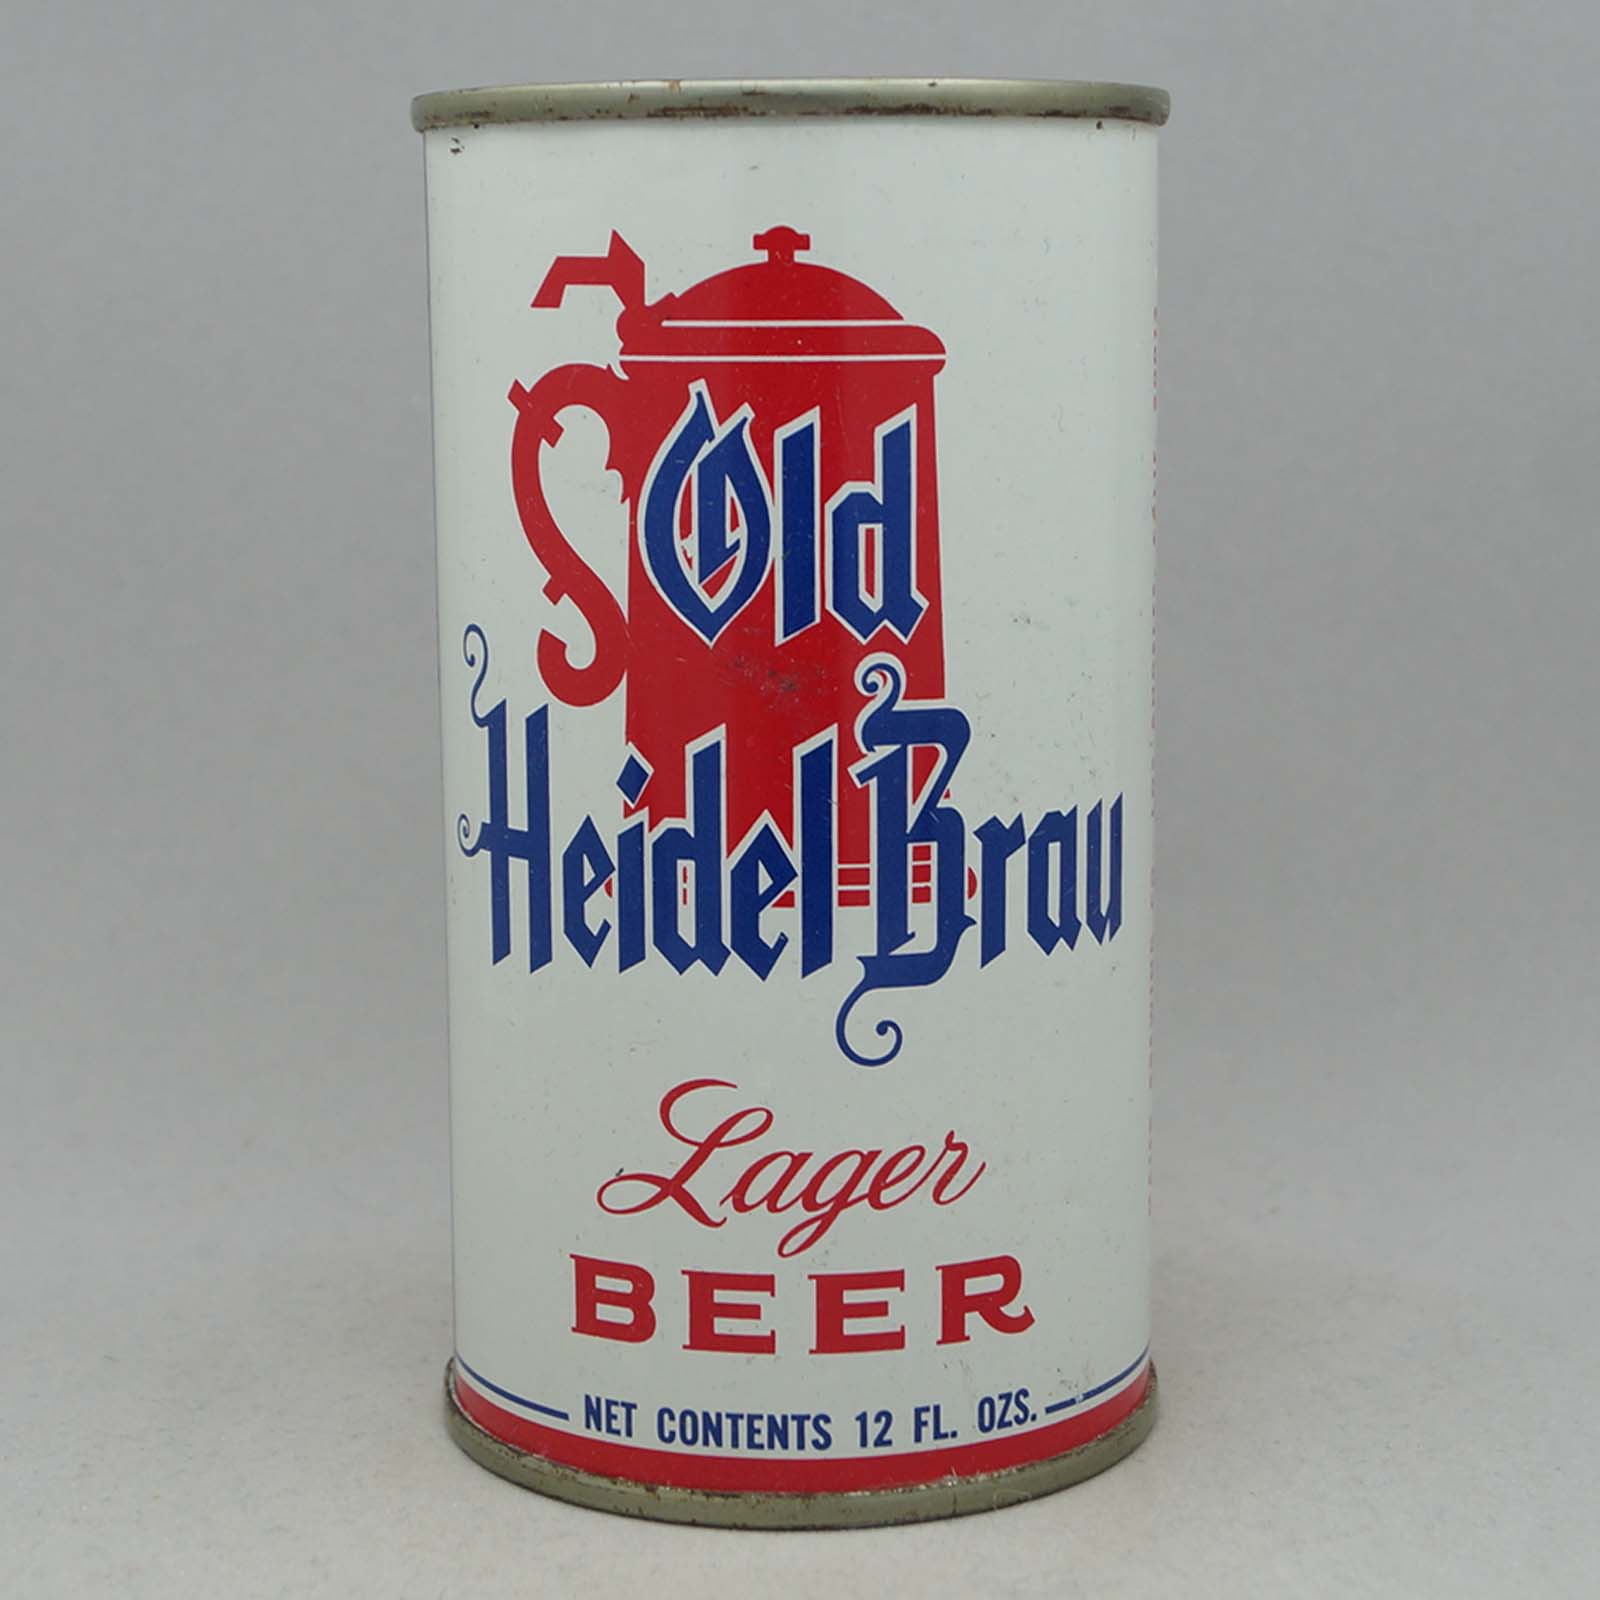 Old
Heidel Brau
Lager
BEER
NET CONTENTS 12 FL. OZS.